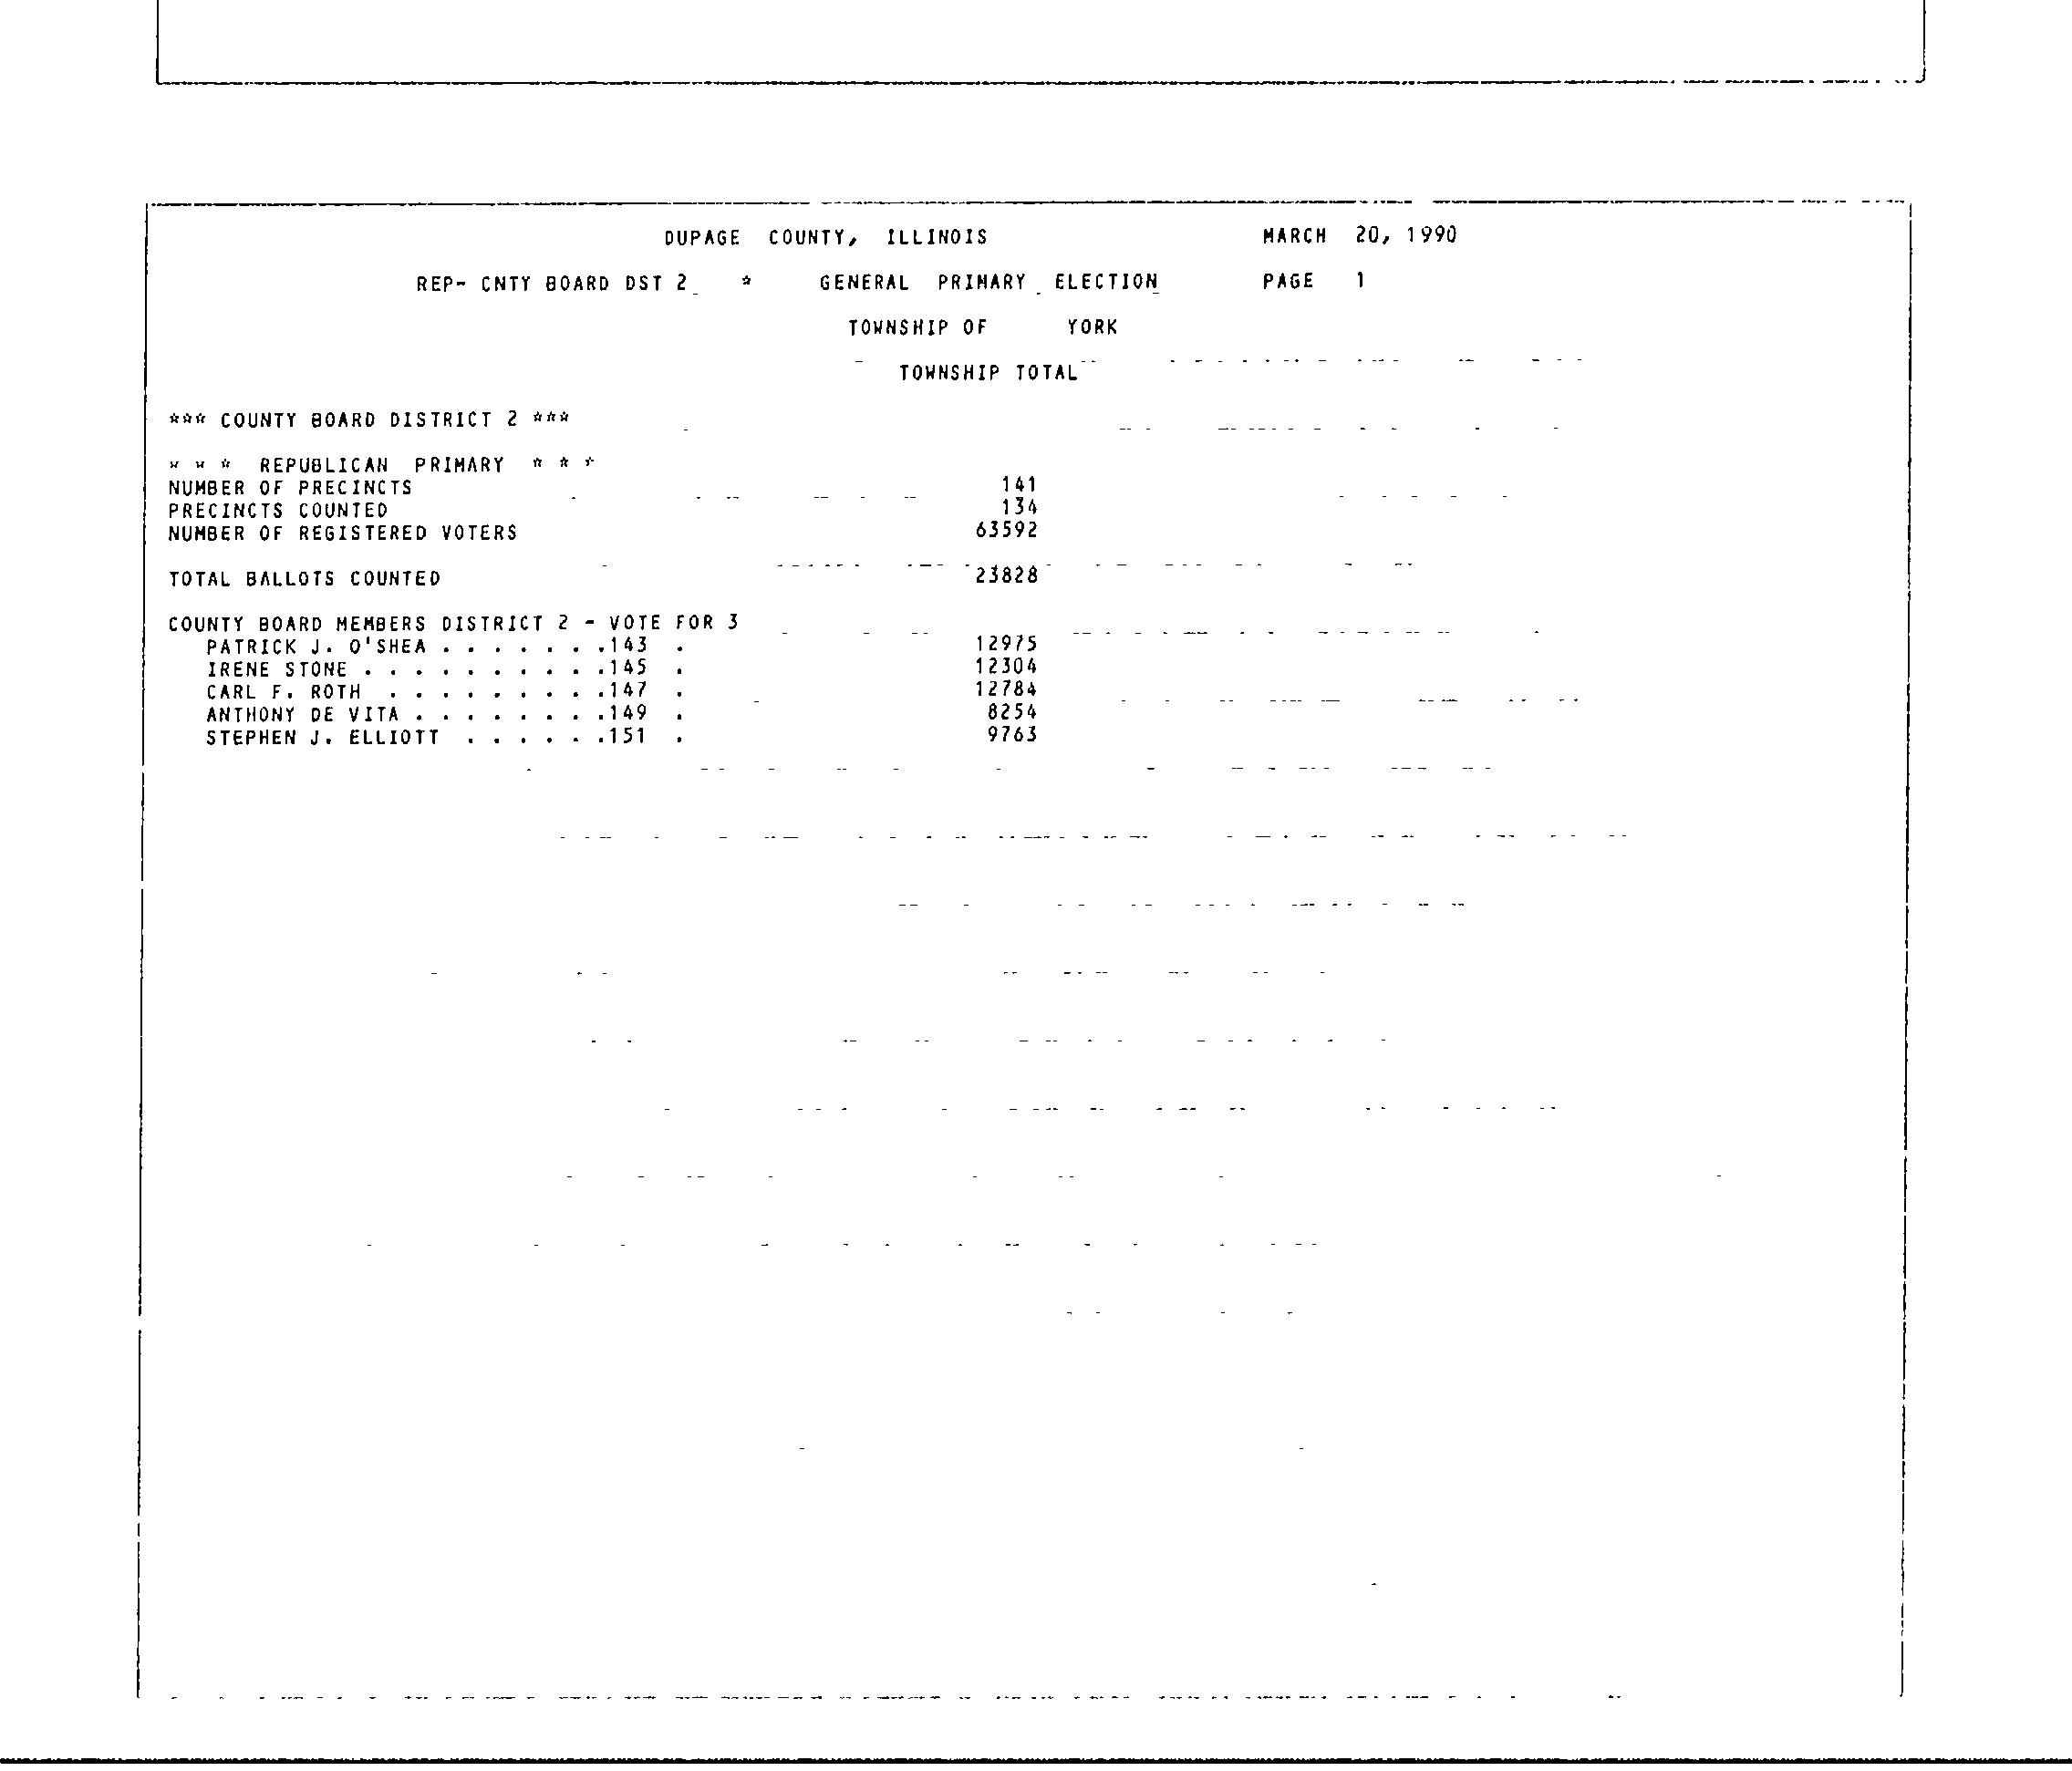 DUPAGE COUNTY, ILLINOIS MARCH 20, 1990
REP- CNTY BOARD DST 2 * GENERAL PRIMARY ELECTION PAGE 1
TOWNSHIP OF YORK
TOWNSHIP TOTAL
*** COUNTY BOARD DISTRICT 2 ***
* * * REPUBLICAN PRIMARY * * *
NUMBER OF PRECINCTS 141
PRECINCTS COUNTED 134
NUMBER OF REGISTERED VOTERS 63592
TOTAL BALLOTS COUNTED 23828
COUNTY BOARD MEMBERS DISTRICT 2 - VOTE FOR 3
PATRICK J. O'SHEA . . . . . . .143 . 12975
IRENE STONE . . . . . . . . . .145 . 12304
CARL F. ROTH . . . . . . . . .147 . 12784
ANTHONY DE VITA . . . . . . . .149 . 8254
STEPHEN J. ELLIOTT . . . . . .151 . 9763